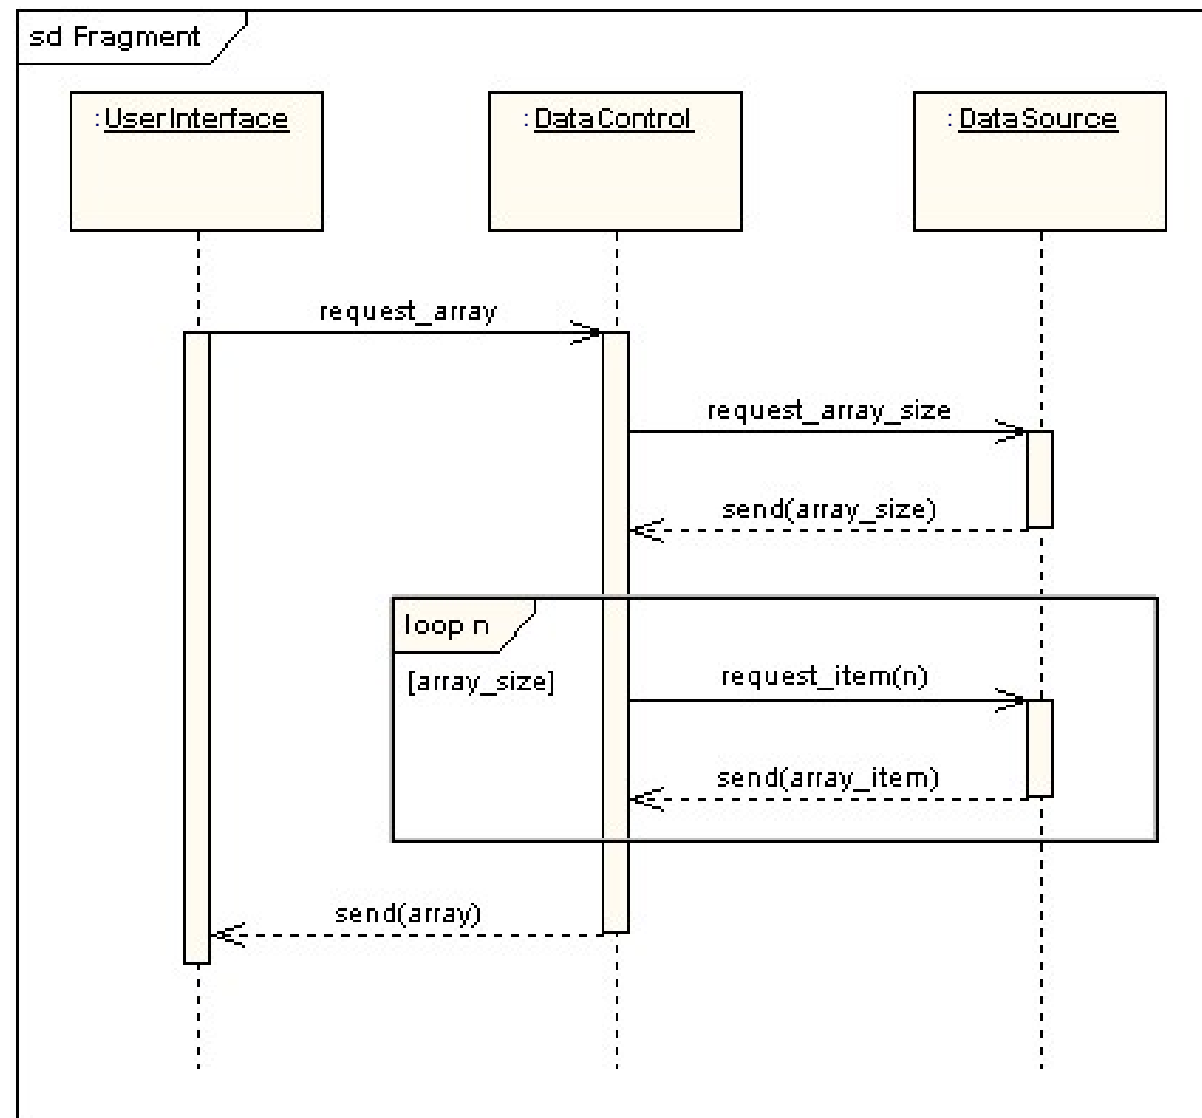 sd Fragment
:UserInterface
:DataControl
:DataSource
request_array
request_array_size
send(array_size)
loop n
[array_size]
request_item(n)
send(array_item)
send(array)